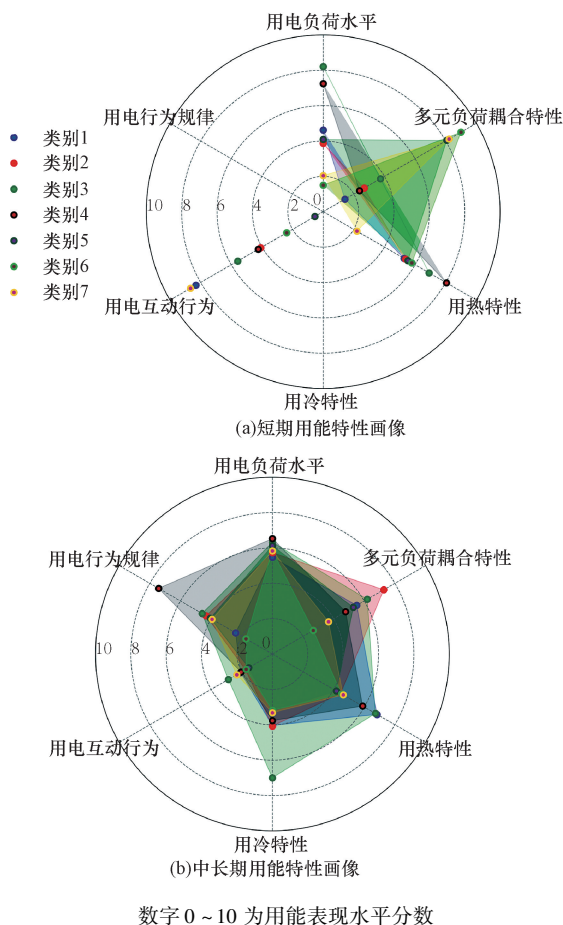 用电负荷水平
用电行为规律
多元负荷耦合特性
类别1
类别2
类别3
类别4
类别5
类别6
类别7
10 8 6 4 2 0
用电互动行为
用热特性
用冷特性
(a)短期用能特性画像
用电负荷水平
用电行为规律
多元负荷耦合特性
10 8 6 4 2 0
用电互动行为
用热特性
用冷特性
(b)中长期用能特性画像
数字 0 ~ 10 为用能表现水平分数